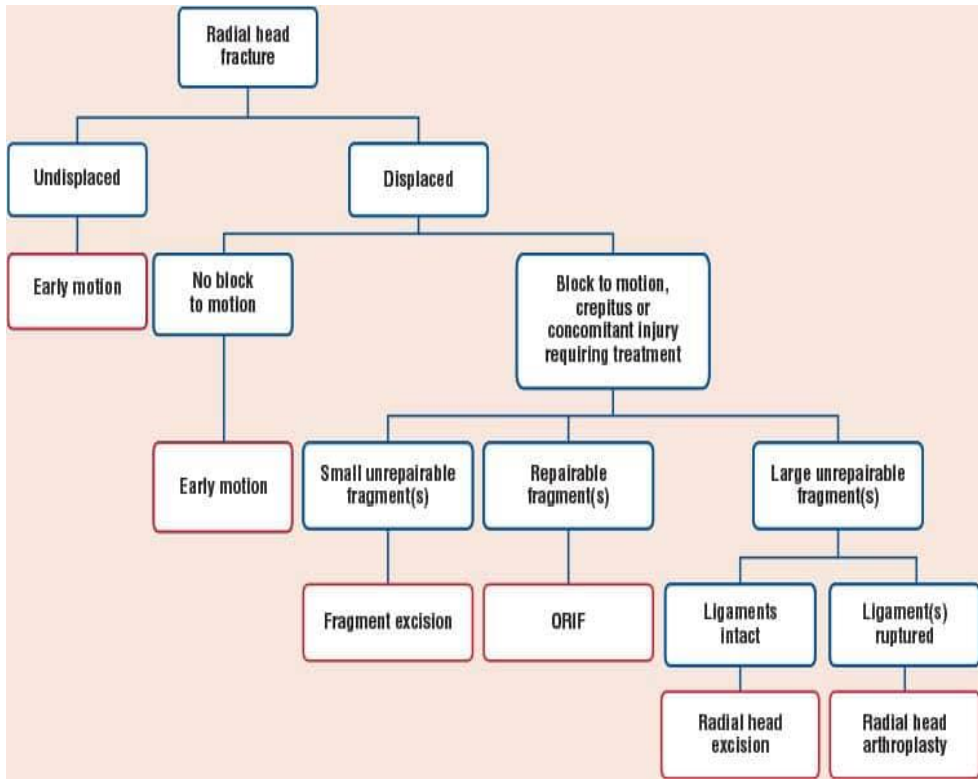 Radial head
fracture
Undisplaced
Displaced
Early motion
No block
to motion
Block to motion,
crepitus or
concomitant injury
requiring treatment
Early motion
Small unrepairable
fragment(s)
Repairable
fragment(s)
Large unrepairable
fragment(s)
Fragment excision
ORIF
Ligaments
intact
Ligament(s)
ruptured
Radial head
excision
Radial head
arthroplasty